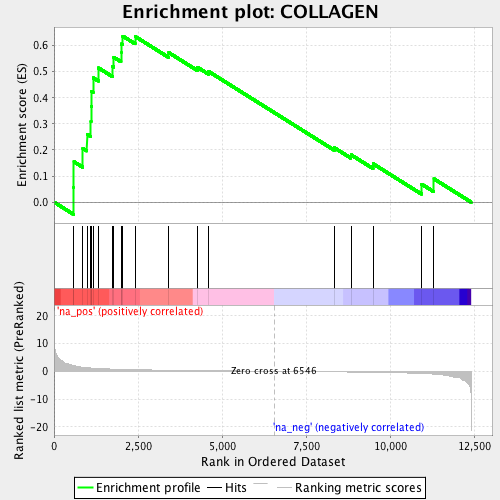 Enrichment plot: COLLAGEN
Enrichment score (ES)
0.6
0.5
0.4
0.3
0.2
0.1
0.0
'na_pos' (positively correlated)
Ranked list metric (PreRanked)
20
10
0
-10
-20
Zero cross at 6546
'na_neg' (negatively correlated)
0
2,500
5,000
7,500
10,000
12,500
Rank in Ordered Dataset
Enrichment profile
Hits
Ranking metric scores